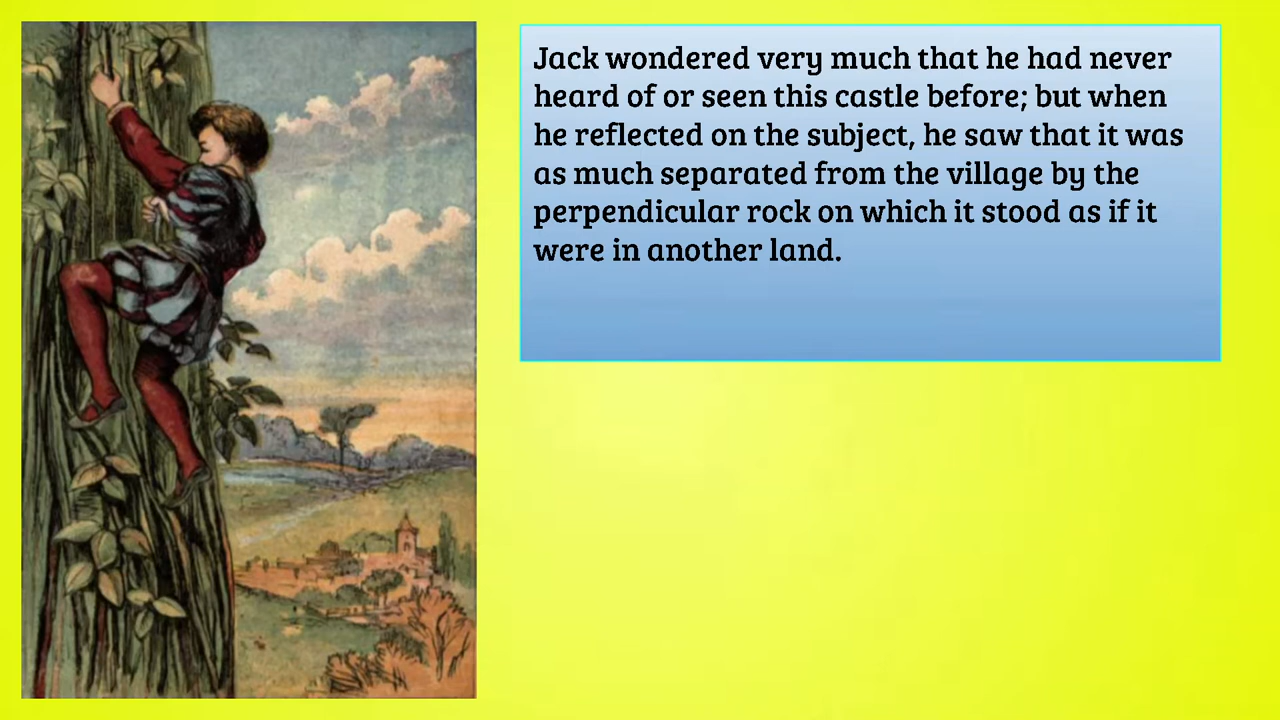 Jack wondered very much that he had never
heard of or seen this castle before; but when
he reflected on the subject, he saw that it was
as much separated from the village by the
perpendicular rock on which it stood as if it
were in another land.